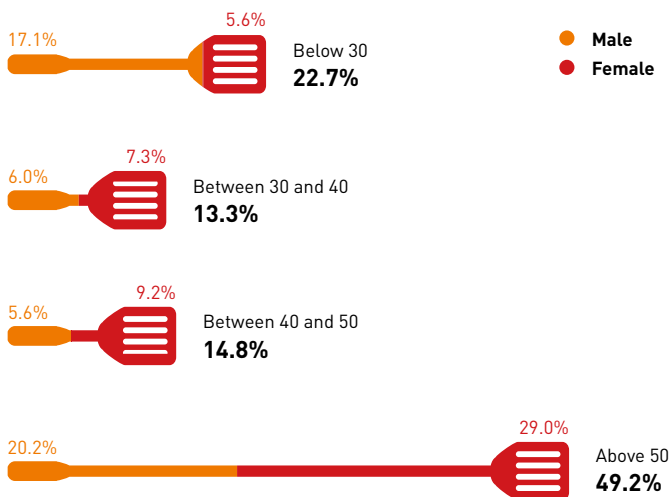 17.1%
5.6%
Below 30
22.7%
Male
Female
6.0%
7.3%
Between 30 and 40
13.3%
5.6%
9.2%
Between 40 and 50
14.8%
20.2%
29.0%
Above 50
49.2%